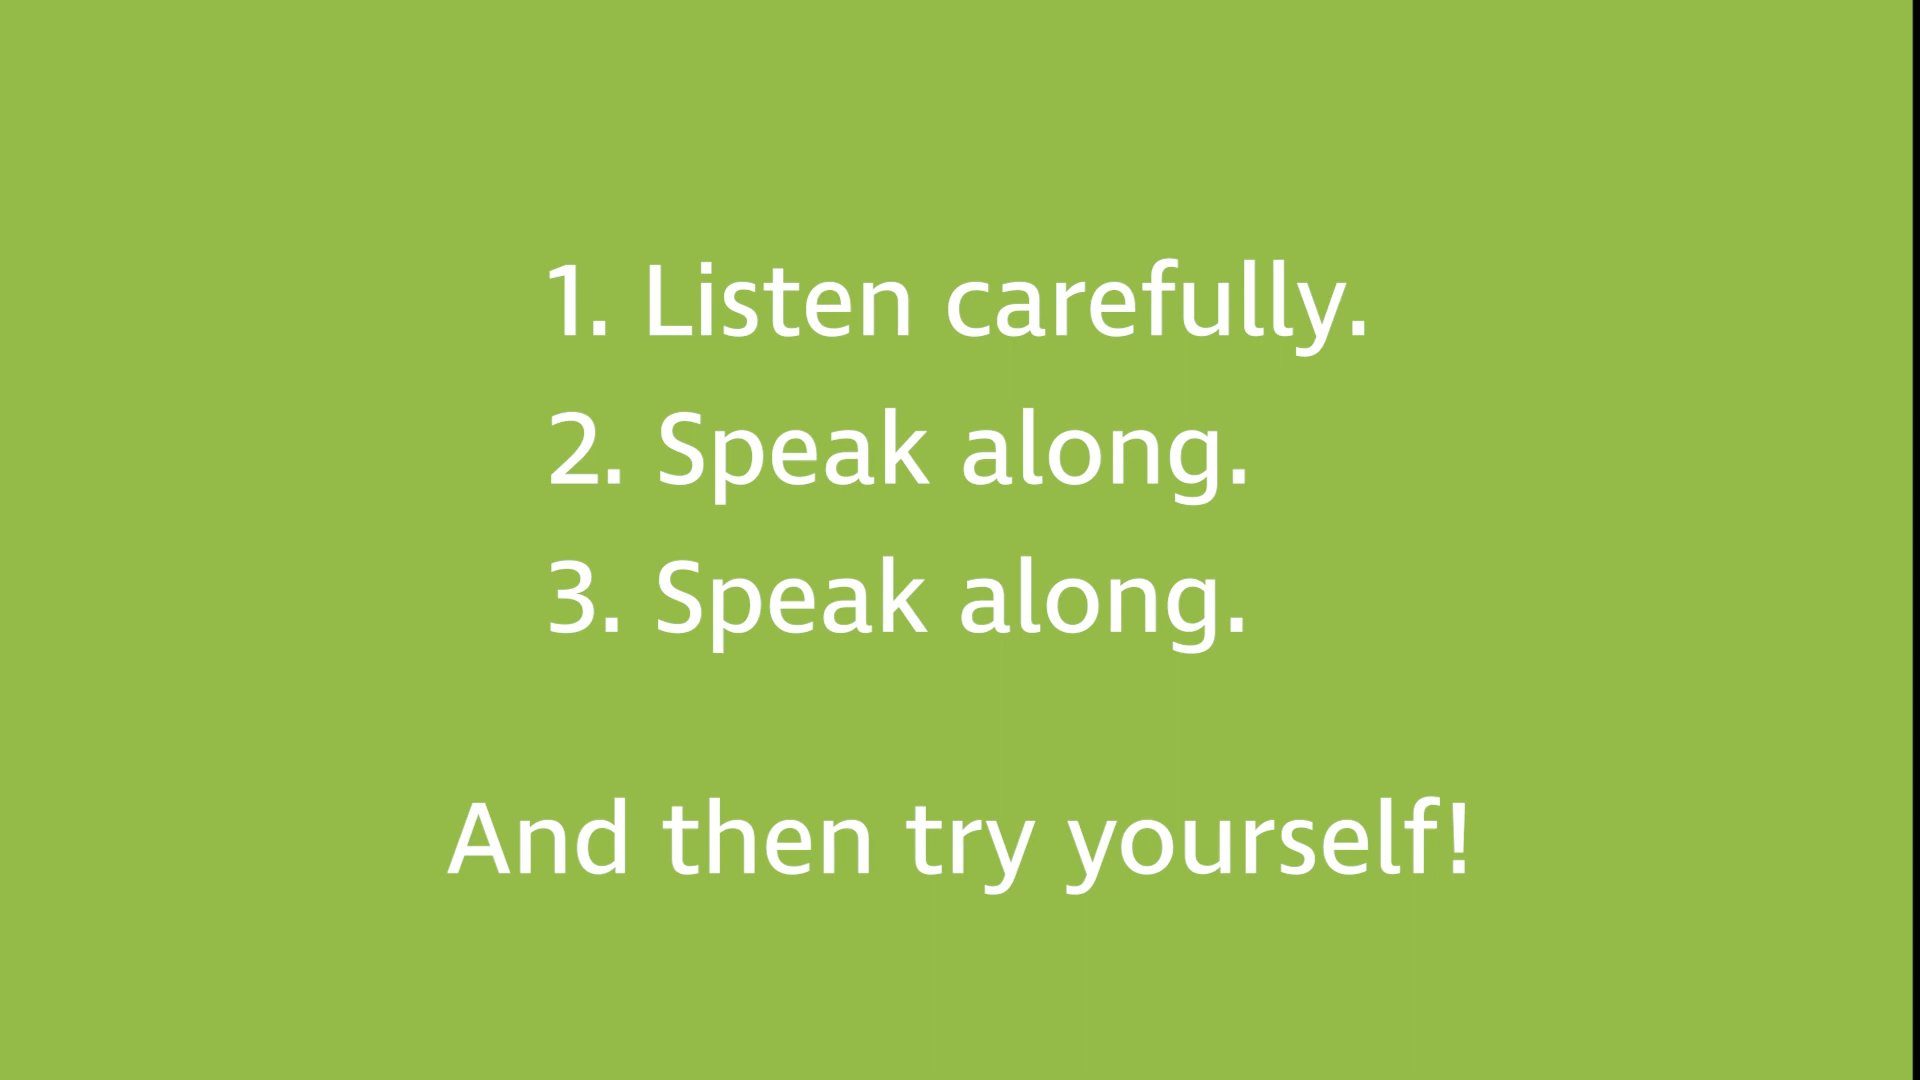 1. Listen carefully.
2. Speak along.
3. Speak along.
And then try yourself!